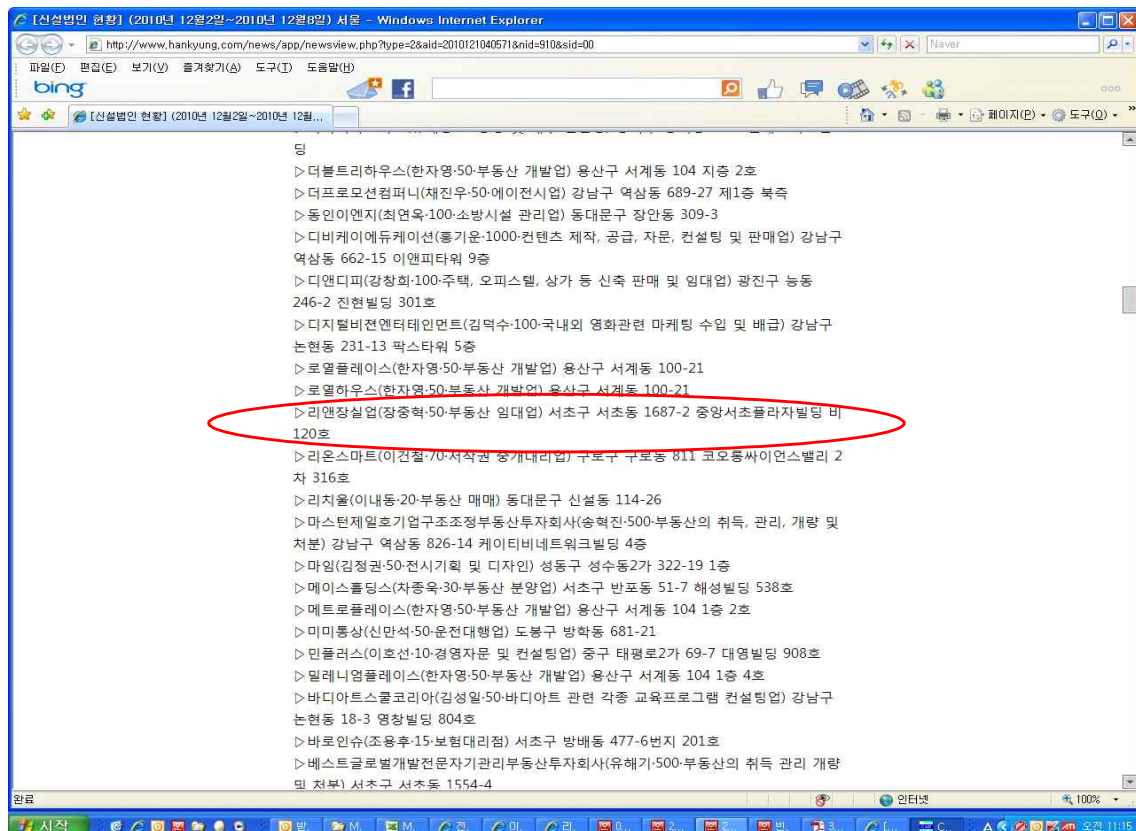 [신설법인 현황] (2010년 12월2일~2010년 12월8일) 서울 - Windows Internet Explorer
http://www.hankyung.com/news/app/newsview.php?type=2&aid=2010121040571&nid=910&sid=00
Naver
파일(F) 편집(E) 보기(V) 즐겨찾기(A) 도구(T) 도움말(H)
bing
[신설법인 현황] (2010년 12월2일~2010년 12월...
페이지(P) 도구(O) »
딩
▷더블트리하우스(한자영·50·부동산 개발업) 용산구 서계동 104 지층 2호
▷더프로모션컴퍼니(채진우·50·에이전시업) 강남구 역삼동 689-27 제1층 북측
▷동인이엔지(최연옥·100·소방시설 관리업) 동대문구 장안동 309-3
▷디비케이에듀케이션(홍기운·1000·컨텐츠 제작, 공급, 자문, 컨설팅 및 판매업) 강남구
역삼동 662-15 이앤피타워 9층
▷디앤디피(강창희·100·주택, 오피스텔, 상가 등 신축 판매 및 임대업) 광진구 능동
246-2 진현빌딩 301호
▷디지털비젼엔터테인먼트(김덕수·100·국내외 영화관련 마케팅 수입 및 배급) 강남구
논현동 231-13 팍스타워 5층
▷로열플레이스(한자영·50·부동산 개발업) 용산구 서계동 100-21
▷로열하우스(한자영·50·부동산 개발업) 용산구 서계동 100-21
▷리앤장실업(장중혁·50·부동산 임대업) 서초구 서초동 1687-2 중앙서초플라자빌딩 비
120호
▷리온스마트(이건철·70·저작권 중개대리업) 구로구 구로동 811 코오롱싸이언스밸리 2
차 316호
▷리치울(이내동·20·부동산 매매) 동대문구 신설동 114-26
▷마스턴제일호기업구조조정부동산투자회사(송혁진·500·부동산의 취득, 관리, 개량 및
처분) 강남구 역삼동 826-14 케이티비네트워크빌딩 4층
▷마임(김정권·50·전시기획 및 디자인) 성동구 성수동2가 322-19 1층
▷메이스홀딩스(차종욱·30·부동산 분양업) 서초구 반포동 51-7 해성빌딩 538호
▷메트로플레이스(한자영·50·부동산 개발업) 용산구 서계동 104 1층 2호
▷미미통상(신만석·50·운전대행업) 도봉구 방학동 681-21
▷민플러스(이호선·10·경영자문 및 컨설팅업) 중구 태평로2가 69-7 대영빌딩 908호
▷밀레니엄플레이스(한자영·50·부동산 개발업) 용산구 서계동 104 1층 4호
▷바디아트스쿨코리아(김성일·50·바디아트 관련 각종 교육프로그램 컨설팅업) 강남구
논현동 18-3 영창빌딩 804호
▷바로인슈(조용후·15·보험대리점) 서초구 방배동 477-6번지 201호
▷베스트글로벌개발전문자기관리부동산투자회사(유해기·500·부동산의 취득 관리 개량
및 처분) 서초구 서초동 1554-4
완료 인터넷 100%
시작 오전 11:15